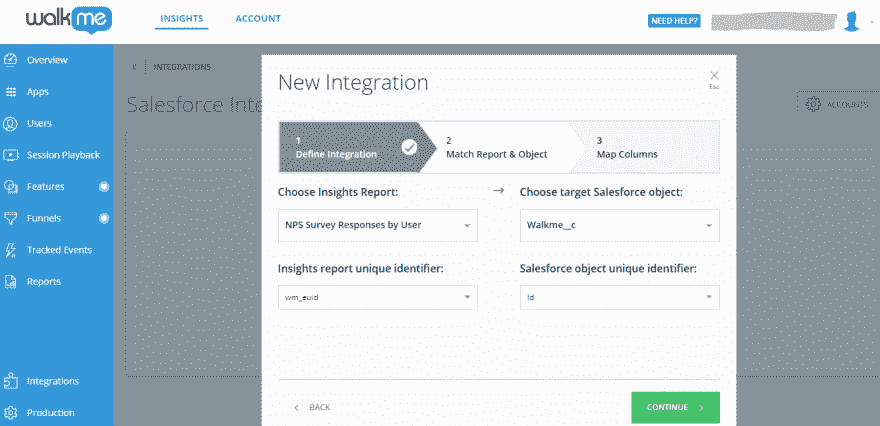 walkme
INSIGHTS
ACCOUNT
NEED HELP?
Overview
Apps
Users
Session Playback
Features
Funnels
Tracked Events
Reports
Integrations
Production
INTEGRATIONS
Salesforce Inte
ACCOUNTS
New Integration
Esc
1
Define Integration
2
Match Report & Object
3
Map Columns
Choose Insights Report:
Choose target Salesforce object:
NPS Survey Responses by User
Walkme__c
Insights report unique identifier:
Salesforce object unique identifier:
wm_euid
Id
BACK
CONTINUE